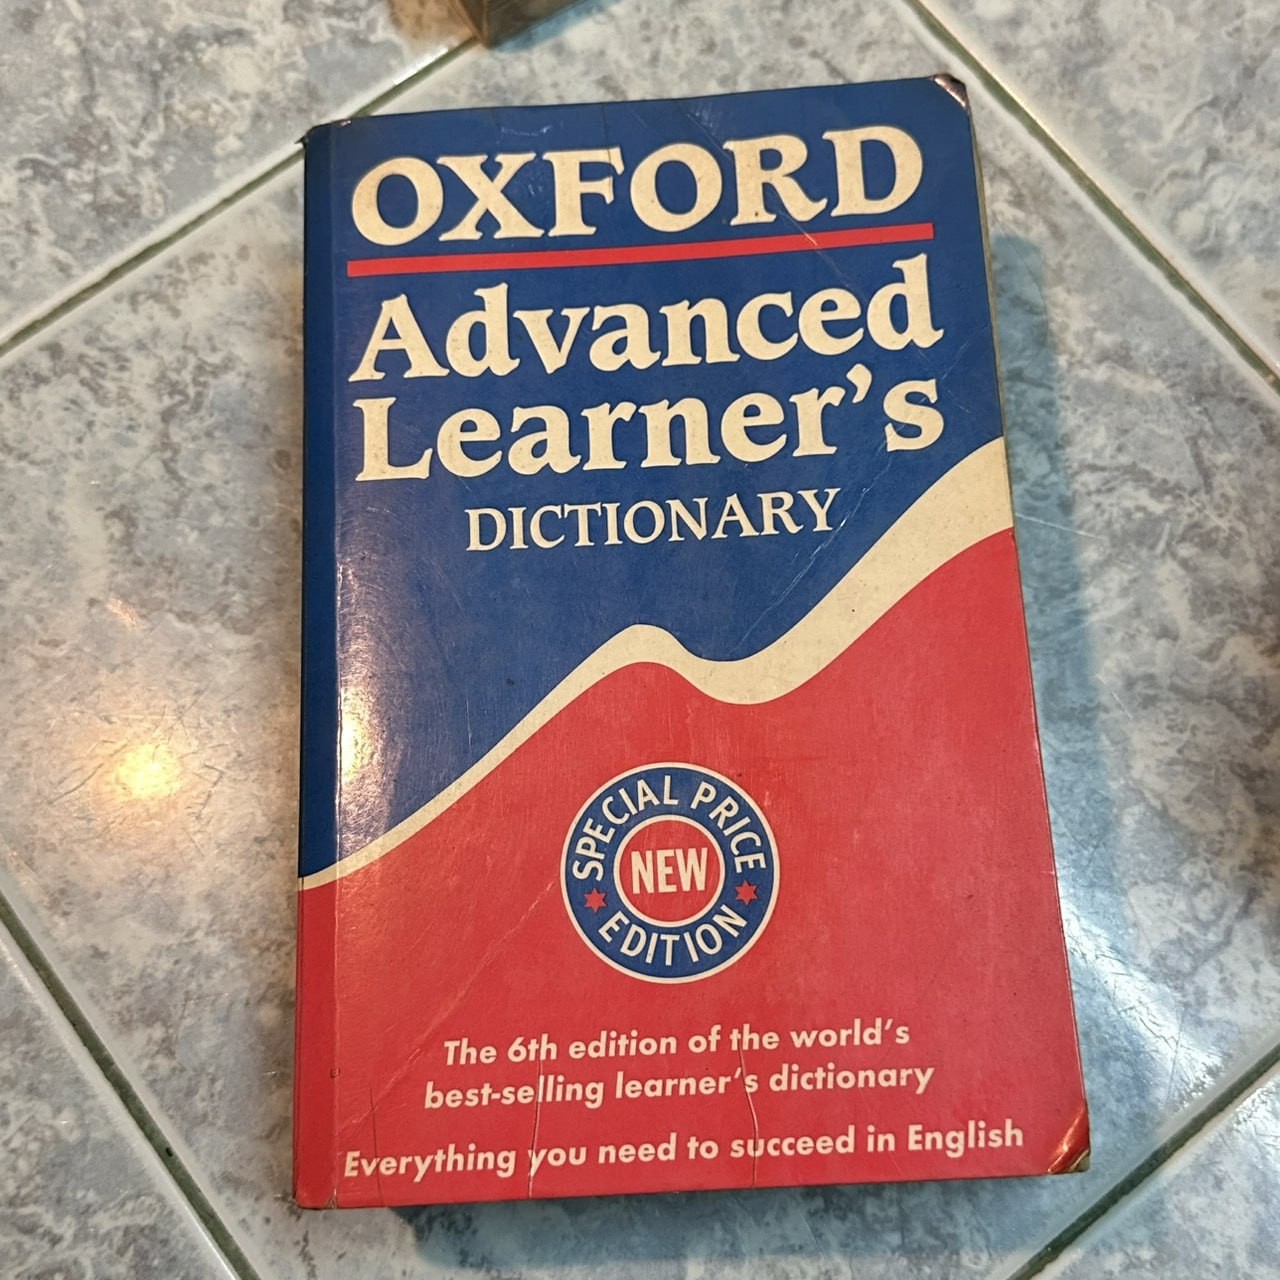 OXFORD
Advanced
Learner's
DICTIONARY
SPECIAL PRICE
NEW
EDITION
The 6th edition of the world's
best-selling learner's dictionary
Everything you need to succeed in English